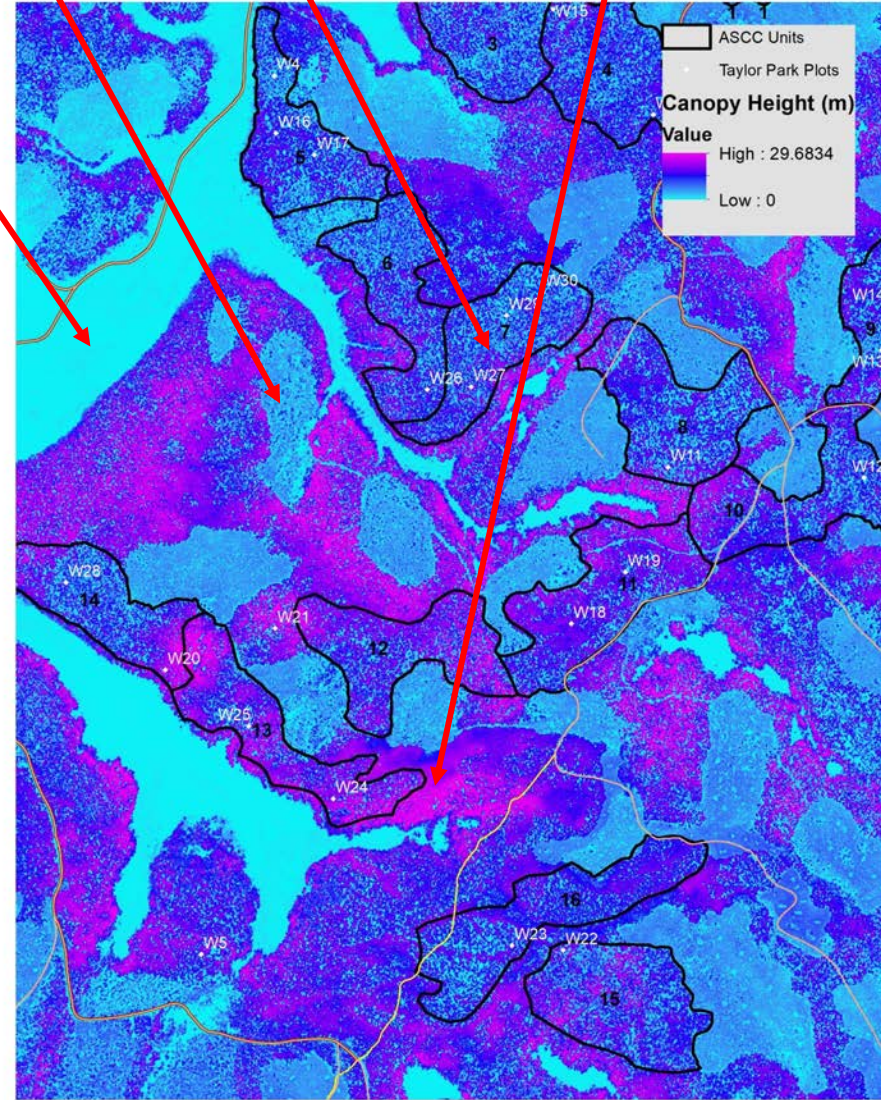 W15
ASCC Units
3
4
Taylor Park Plots
Canopy Height (m)
Value
High : 29.6834
Low : 0
W4
W16
W17
5
6
W30
W29
7
W14
9
W13
W26
W27
8
W11
W12
10
W19
11
W28
14
W21
W18
12
W20
W25
13
W24
16
W5
W23
W22
15